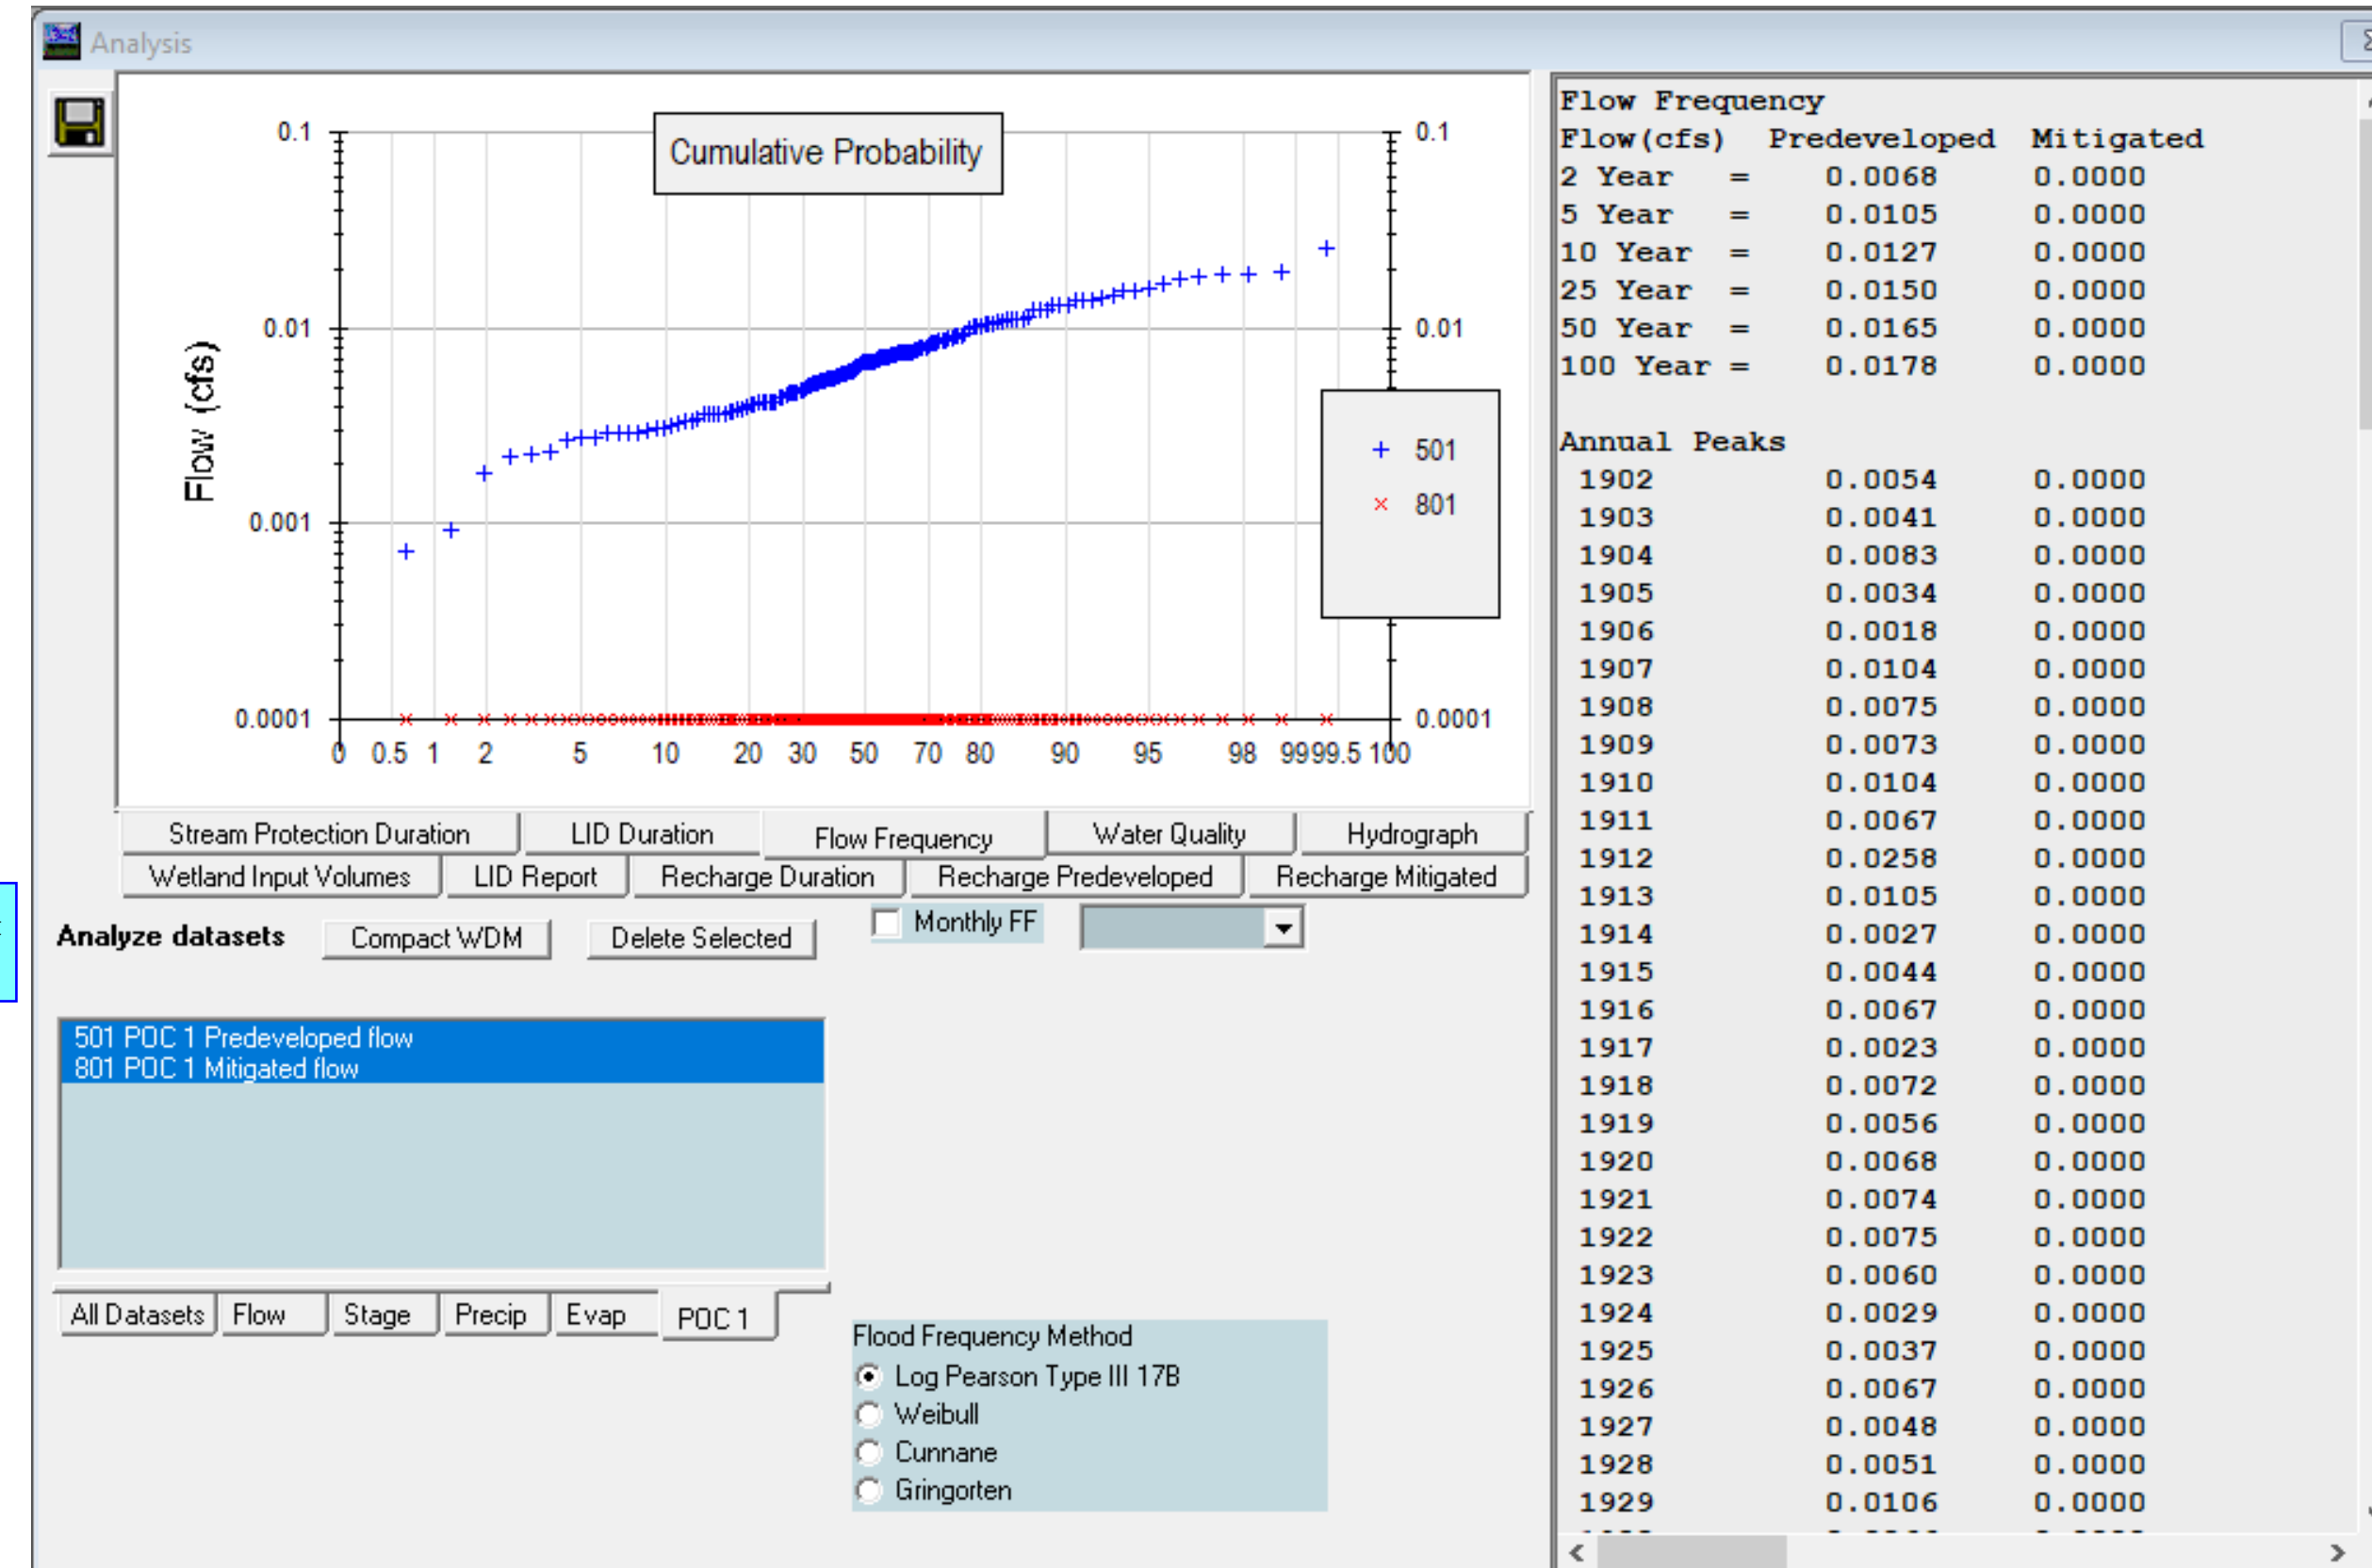 Analysis
Cumulative Probability
0.1
0.1
0.01
0.01
Flow (cfs)
501
801
0.001
0.0001
0.0001
0 0.5 1 2 5 10 20 30 50 70 80 90 95 98 99 99.5 100
Stream Protection Duration LID Duration Flow Frequency Water Quality Hydrograph
Wetland Input Volumes LID Report Recharge Duration Recharge Predeveloped Recharge Mitigated
Analyze datasets Compact WDM Delete Selected Monthly FF
501 POC 1 Predeveloped flow
801 POC 1 Mitigated flow
All Datasets Flow Stage Precip Evap POC 1
Flood Frequency Method
Log Pearson Type III 17B
Weibull
Cunnane
Gringorten
Flow Frequency
Flow(cfs) Predeveloped Mitigated
2 Year = 0.0068 0.0000
5 Year = 0.0105 0.0000
10 Year = 0.0127 0.0000
25 Year = 0.0150 0.0000
50 Year = 0.0165 0.0000
100 Year = 0.0178 0.0000
Annual Peaks
1902 0.0054 0.0000
1903 0.0041 0.0000
1904 0.0083 0.0000
1905 0.0034 0.0000
1906 0.0018 0.0000
1907 0.0104 0.0000
1908 0.0075 0.0000
1909 0.0073 0.0000
1910 0.0104 0.0000
1911 0.0067 0.0000
1912 0.0258 0.0000
1913 0.0105 0.0000
1914 0.0027 0.0000
1915 0.0044 0.0000
1916 0.0067 0.0000
1917 0.0023 0.0000
1918 0.0072 0.0000
1919 0.0056 0.0000
1920 0.0068 0.0000
1921 0.0074 0.0000
1922 0.0075 0.0000
1923 0.0060 0.0000
1924 0.0029 0.0000
1925 0.0037 0.0000
1926 0.0067 0.0000
1927 0.0048 0.0000
1928 0.0051 0.0000
1929 0.0106 0.0000